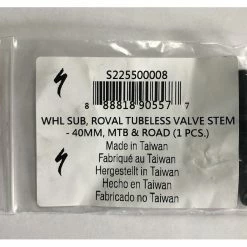 S225500008
8 88818 90557 7
WHL SUB, ROVAL TUBELESS VALVE STEM
- 40MM, MTB & ROAD (1 PCS.)
Made in Taiwan
Fabriqué au Taiwan
Hergestellt in Taiwan
Hecho en Taiwan
Fabricado no Taiwan